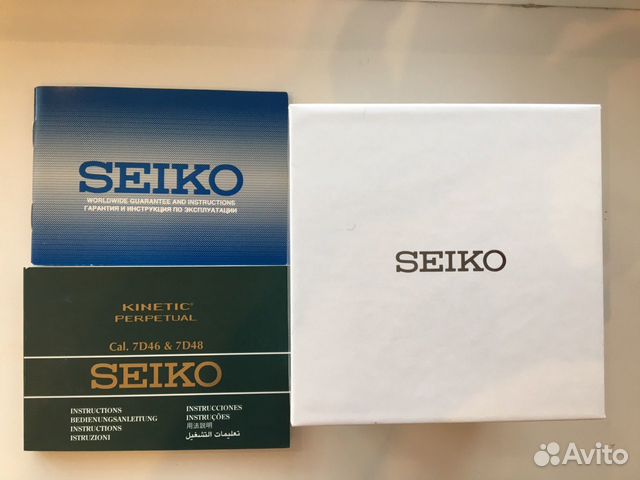 SEIKO
WORLDWIDE GUARANTEE AND INSTRUCTIONS
ГАРАНТИЯ И ИНСТРУКЦИЯ ПО ЭКСПЛУАТАЦИИ
KINETIC®
PERPETUAL
Cal. 7D46 & 7D48
SEIKO
INSTRUCTIONS
BEDIENUNGSANLEITUNG
INSTRUCTIONS
ISTRUZIONI
INSTRUCCIONES
INSTRUÇÕES
用法説明
تعليمات التشغيل
SEIKO
Avito